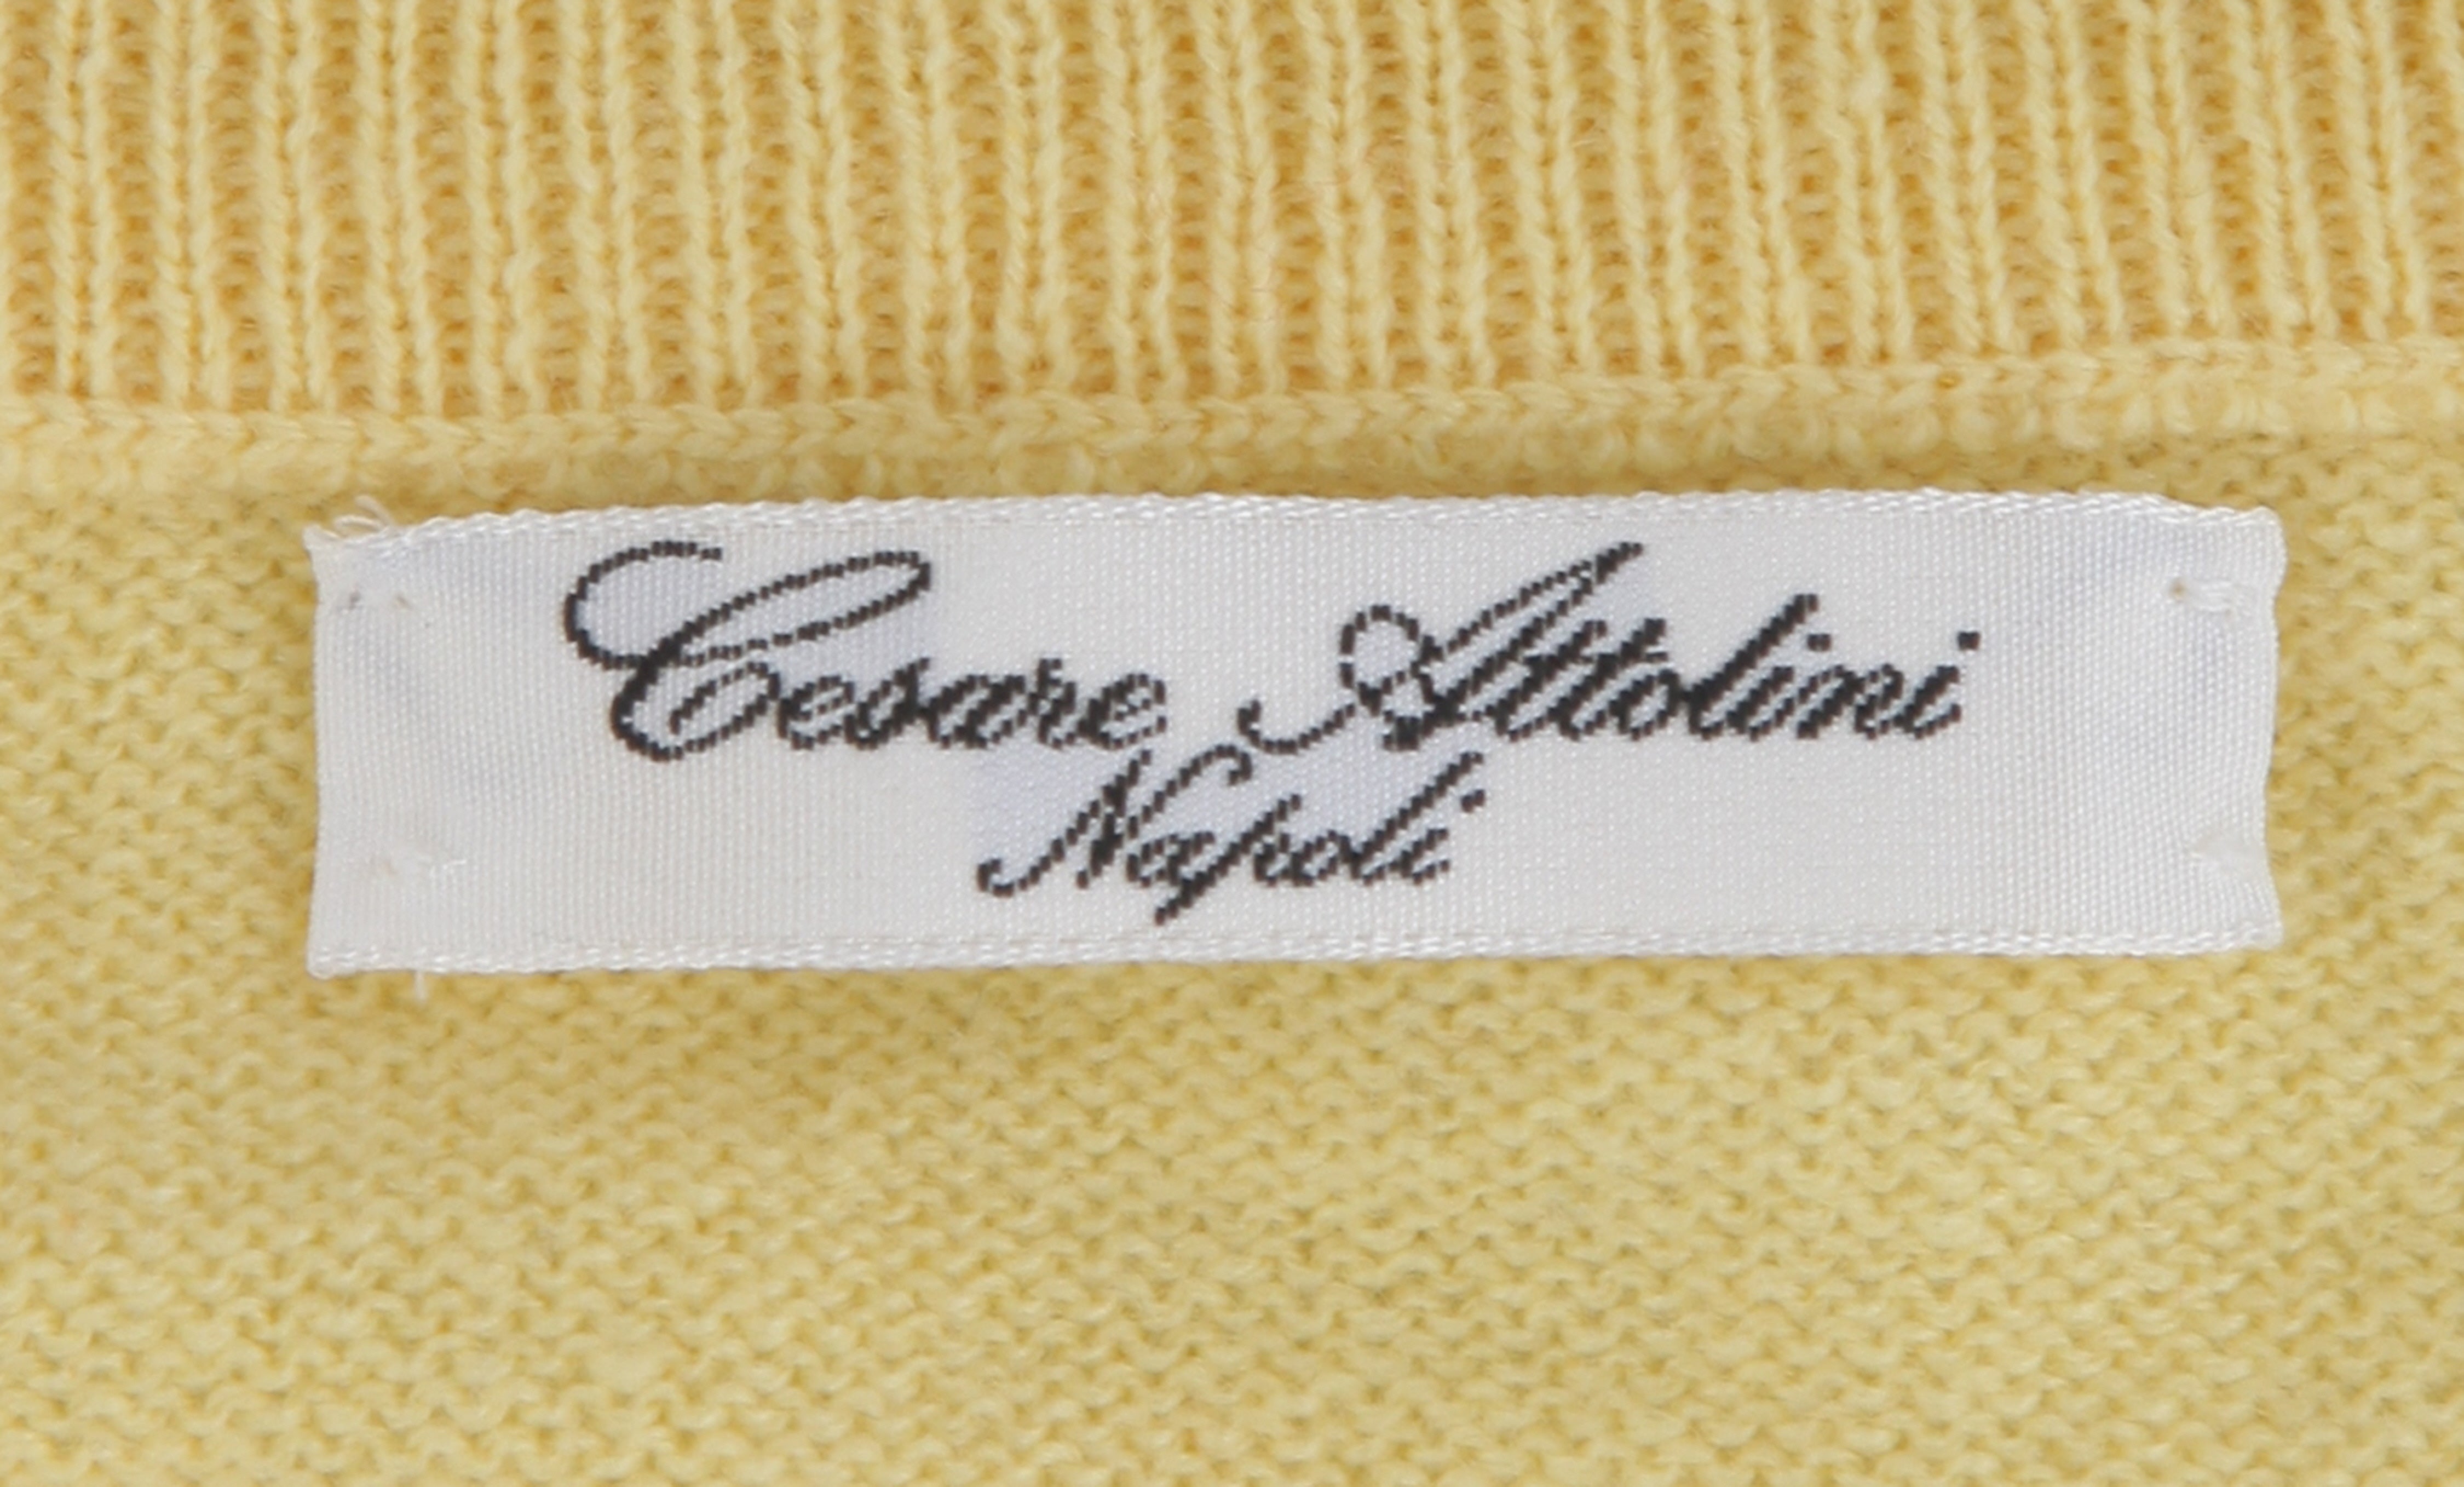 Cesare Attolini
Napoli